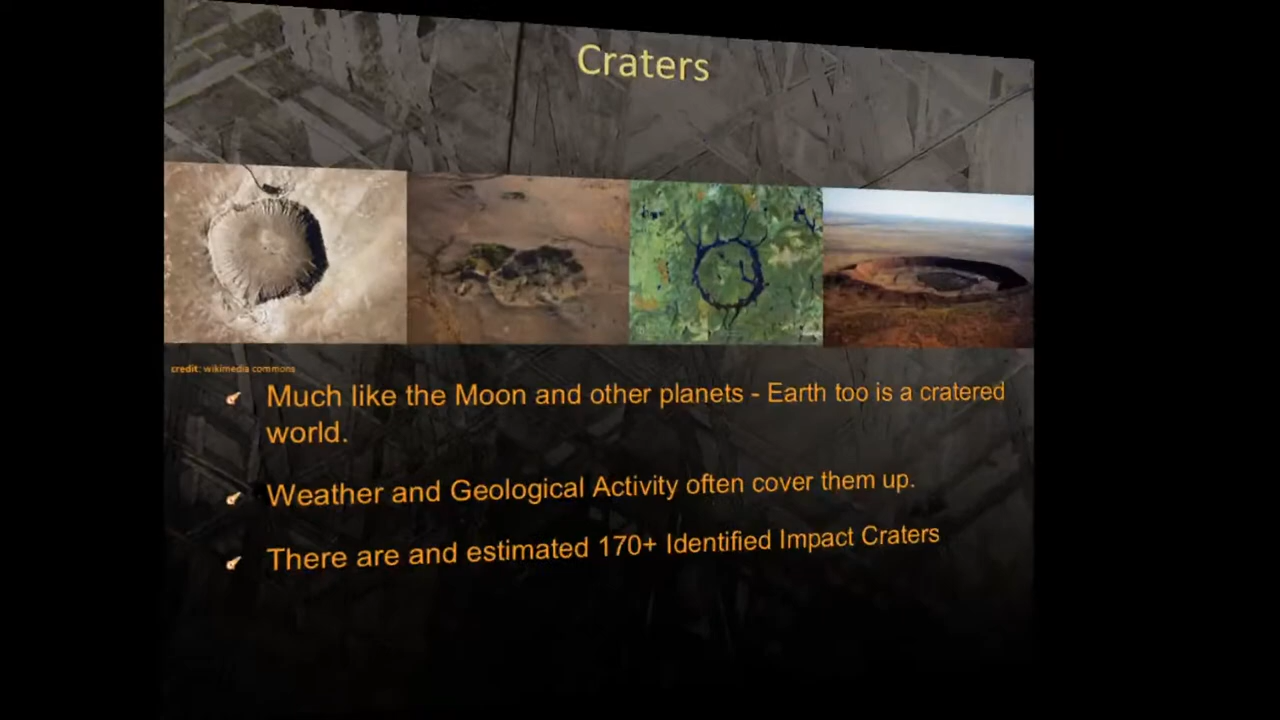 Craters
credit: wikimedia commons
Much like the Moon and other planets - Earth too is a cratered
world.
Weather and Geological Activity often cover them up.
There are and estimated 170+ Identified Impact Craters